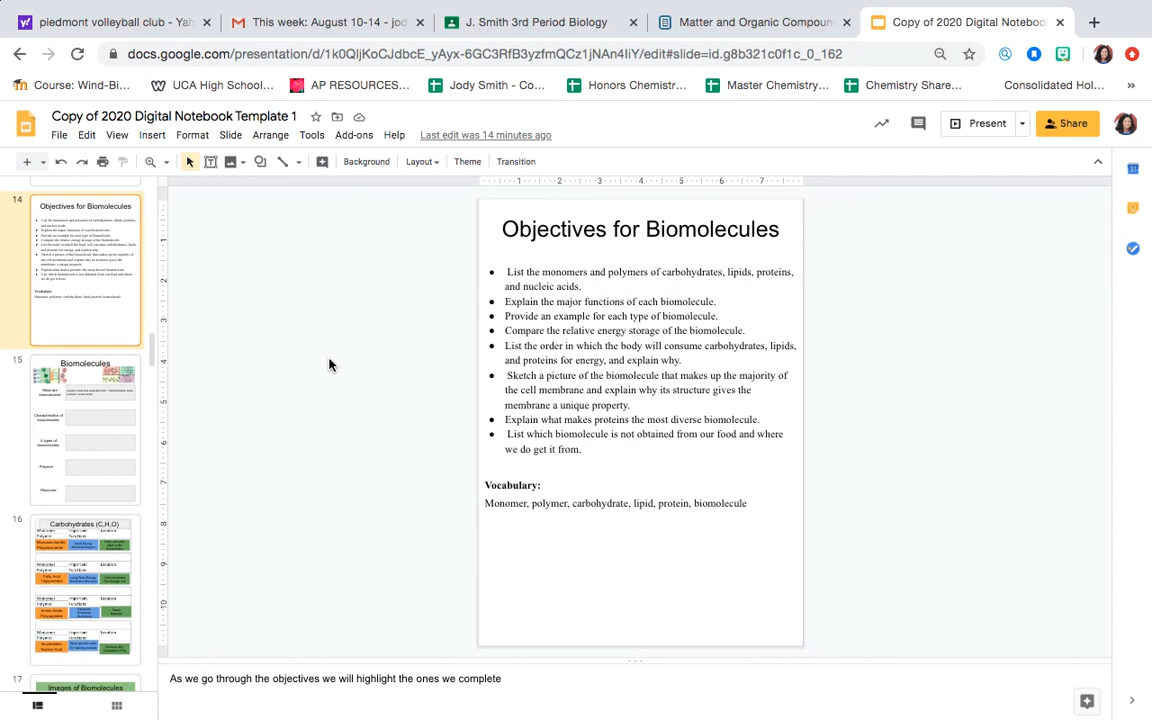 piedmont volleyball club - Yah
This week: August 10-14 - jod
J. Smith 3rd Period Biology
Matter and Organic Compoun
Copy of 2020 Digital Notebook
docs.google.com/presentation/d/1k0QIjKoCJdbcE_yAyx-6GC3RfB3yzfmQCz1jNAn4IiY/edit#slide=id.g8b321c0f1c_0_162
Course: Wind-Bi...
UCA High School...
AP RESOURCES...
Jody Smith - Co...
Honors Chemistr...
Master Chemistry...
Chemistry Share...
Consolidated Hol...
Copy of 2020 Digital Notebook Template 1
File Edit View Insert Format Slide Arrange Tools Add-ons Help Last edit was 14 minutes ago
Present
Share
Background Layout Theme Transition
1 2 3 4 5 6 7
14
Objectives for Biomolecules
15
Biomolecules
16
Carbohydrates (C,H,O)
17
Images of Biomolecules
Objectives for Biomolecules
● List the monomers and polymers of carbohydrates, lipids, proteins,
and nucleic acids.
● Explain the major functions of each biomolecule.
● Provide an example for each type of biomolecule.
● Compare the relative energy storage of the biomolecule.
● List the order in which the body will consume carbohydrates, lipids,
and proteins for energy, and explain why.
● Sketch a picture of the biomolecule that makes up the majority of
the cell membrane and explain why its structure gives the
membrane a unique property.
● Explain what makes proteins the most diverse biomolecule.
● List which biomolecule is not obtained from our food and where
we do get it from.
Vocabulary:
Monomer, polymer, carbohydrate, lipid, protein, biomolecule
As we go through the objectives we will highlight the ones we complete